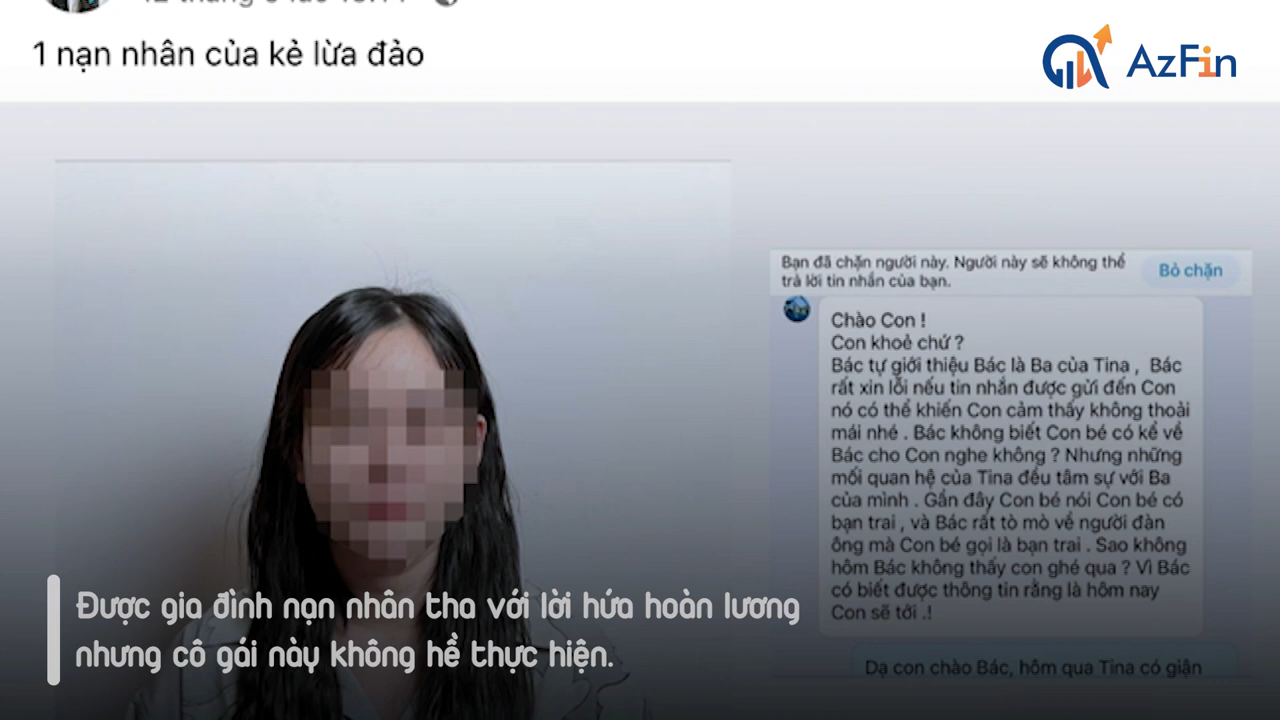 1 nạn nhân của kẻ lừa đảo
AzFin
Bạn đã chặn người này. Người này sẽ không thể
trả lời tin nhắn của bạn.
Bỏ chặn
Chào Con !
Con khoẻ chứ ?
Bác tự giới thiệu Bác là Ba của Tina , Bác
rất xin lỗi nếu tin nhắn được gửi đến Con
nó có thể khiến Con cảm thấy không thoải
mái nhé . Bác không biết Con bé có kể về
Bác cho Con nghe không ? Nhưng những
mối quan hệ của Tina đều tâm sự với Ba
của mình . Gần đây Con bé nói Con bé có
bạn trai , và Bác rất tò mò về người đàn
ông mà Con bé gọi là bạn trai . Sao không
hôm Bác không thấy con ghé qua ? Vì Bác
có biết được thông tin rằng là hôm nay
Con sẽ tới .!
Dạ con chào Bác, hôm qua Tina có giận
Được gia đình nạn nhân tha với lời hứa hoàn lương
nhưng cô gái này không hề thực hiện.